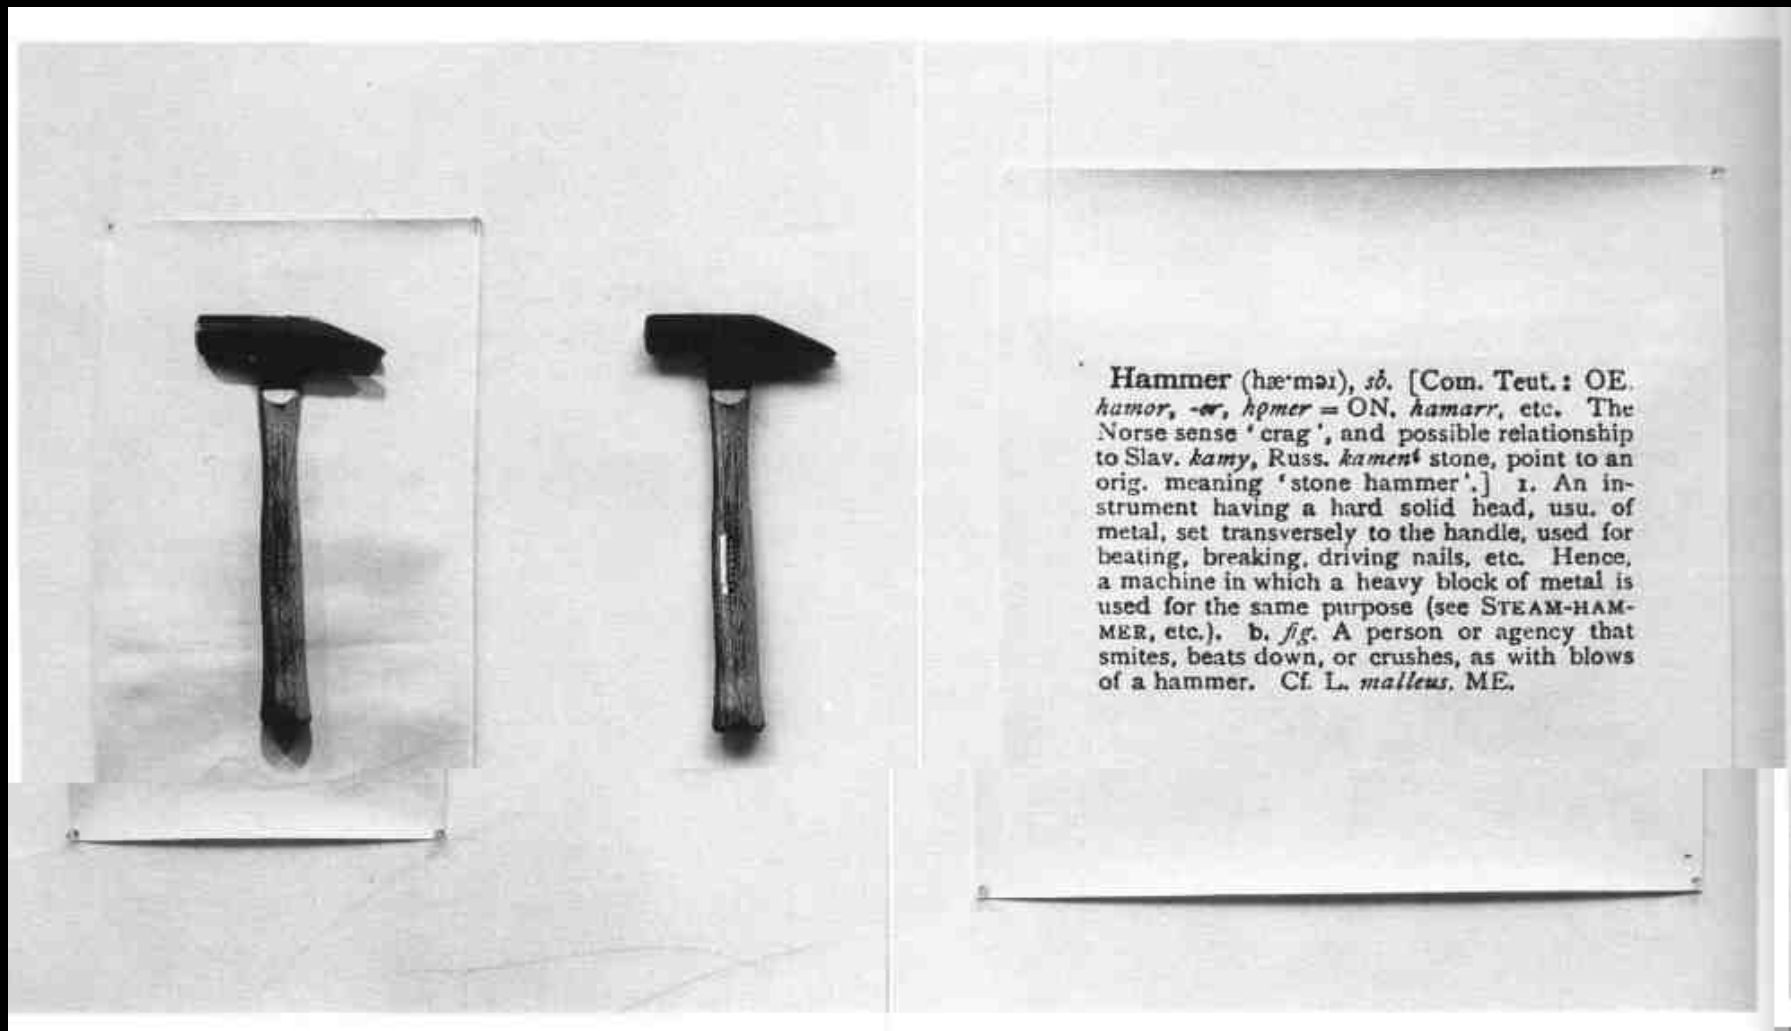 Hammer (hæ·məɹ), sb. [Com. Teut.: OE.
hamor, -er, hǫmer = ON. hamarr, etc. The
Norse sense ‘crag’, and possible relationship
to Slav. kamy, Russ. kamenĭ stone, point to an
orig. meaning ‘stone hammer’.] 1. An in-
strument having a hard solid head, usu. of
metal, set transversely to the handle, used for
beating, breaking, driving nails, etc. Hence,
a machine in which a heavy block of metal is
used for the same purpose (see STEAM-HAM-
MER, etc.). b. fig. A person or agency that
smites, beats down, or crushes, as with blows
of a hammer. Cf. L. malleus. ME.